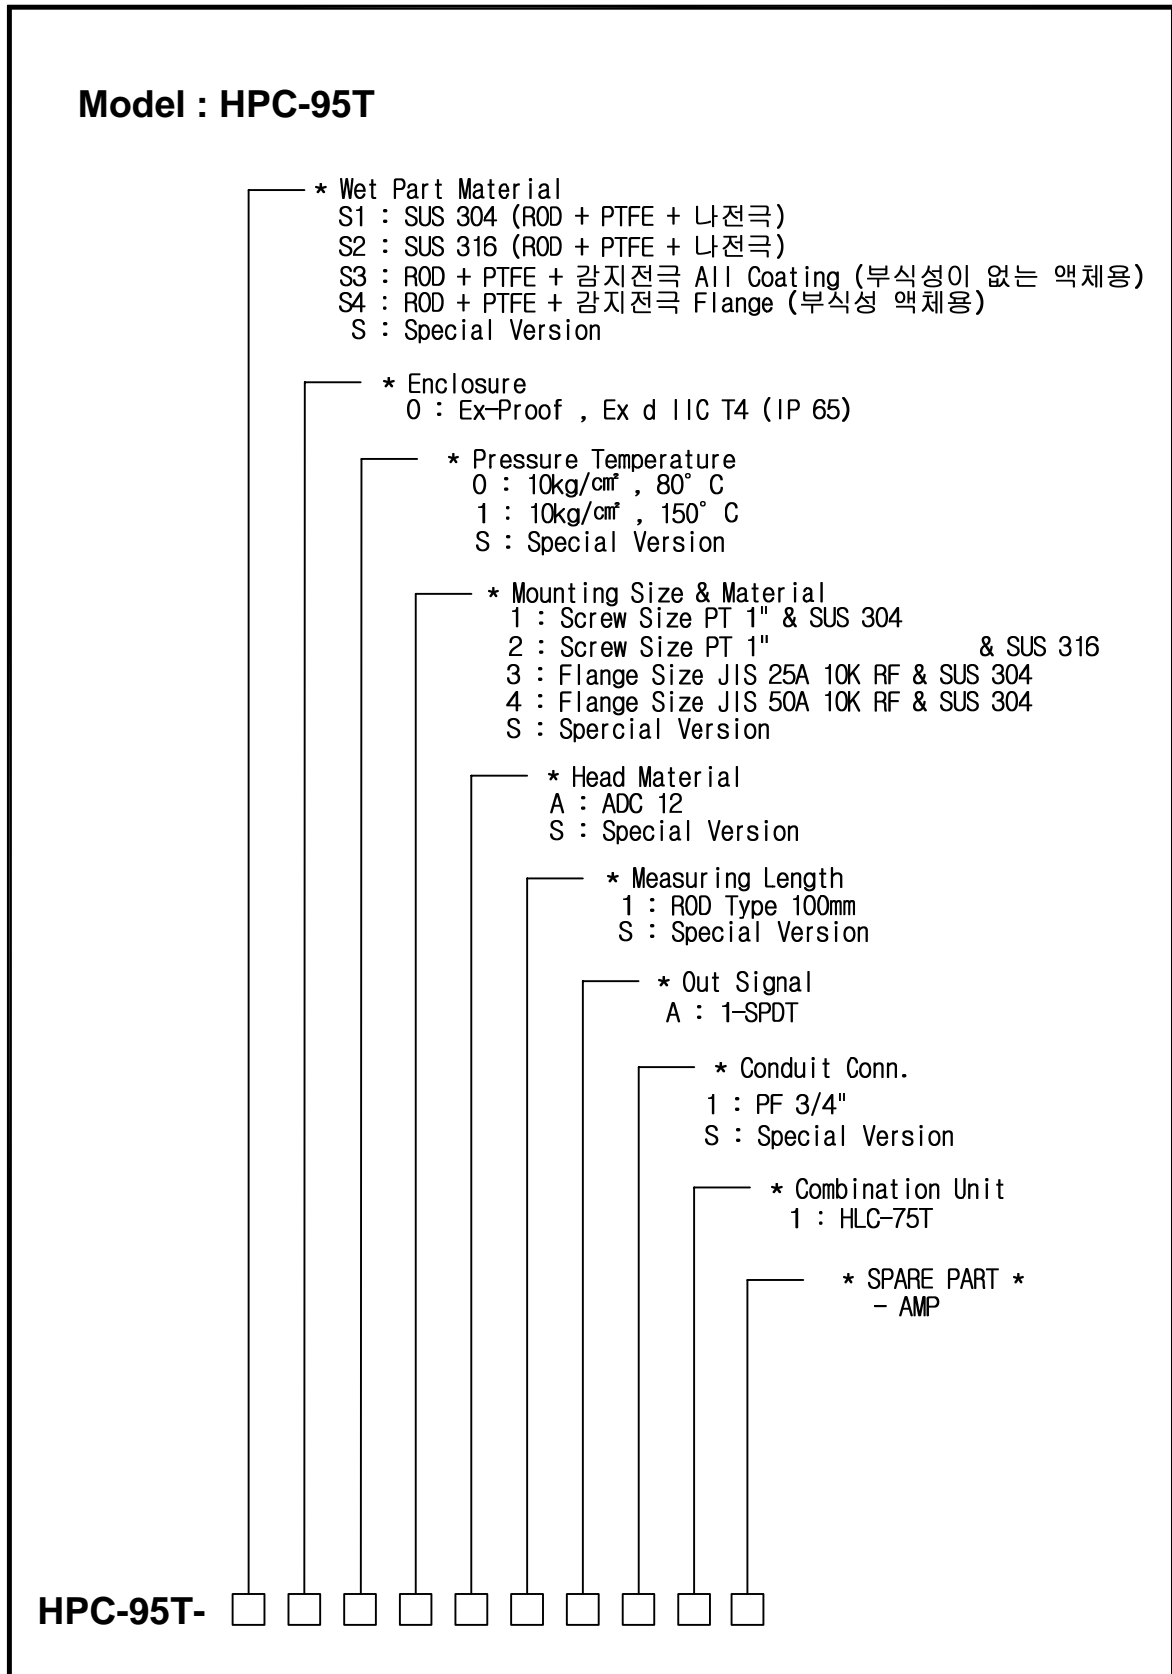 Model : HPC-95T
* Wet Part Material
S1 : SUS 304 (ROD + PTFE + 나전극)
S2 : SUS 316 (ROD + PTFE + 나전극)
S3 : ROD + PTFE + 감지전극 All Coating (부식성이 없는 액체용)
S4 : ROD + PTFE + 감지전극 Flange (부식성 액체용)
S : Special Version
* Enclosure
0 : Ex-Proof , Ex d IIC T4 (IP 65)
* Pressure Temperature
0 : 10kg/㎠ , 80° C
1 : 10kg/㎠ , 150° C
S : Special Version
* Mounting Size & Material
1 : Screw Size PT 1" & SUS 304
2 : Screw Size PT 1" & SUS 316
3 : Flange Size JIS 25A 10K RF & SUS 304
4 : Flange Size JIS 50A 10K RF & SUS 304
S : Spercial Version
* Head Material
A : ADC 12
S : Special Version
* Measuring Length
1 : ROD Type 100mm
S : Special Version
* Out Signal
A : 1-SPDT
* Conduit Conn.
1 : PF 3/4"
S : Special Version
* Combination Unit
1 : HLC-75T
* SPARE PART *
- AMP
HPC-95T-